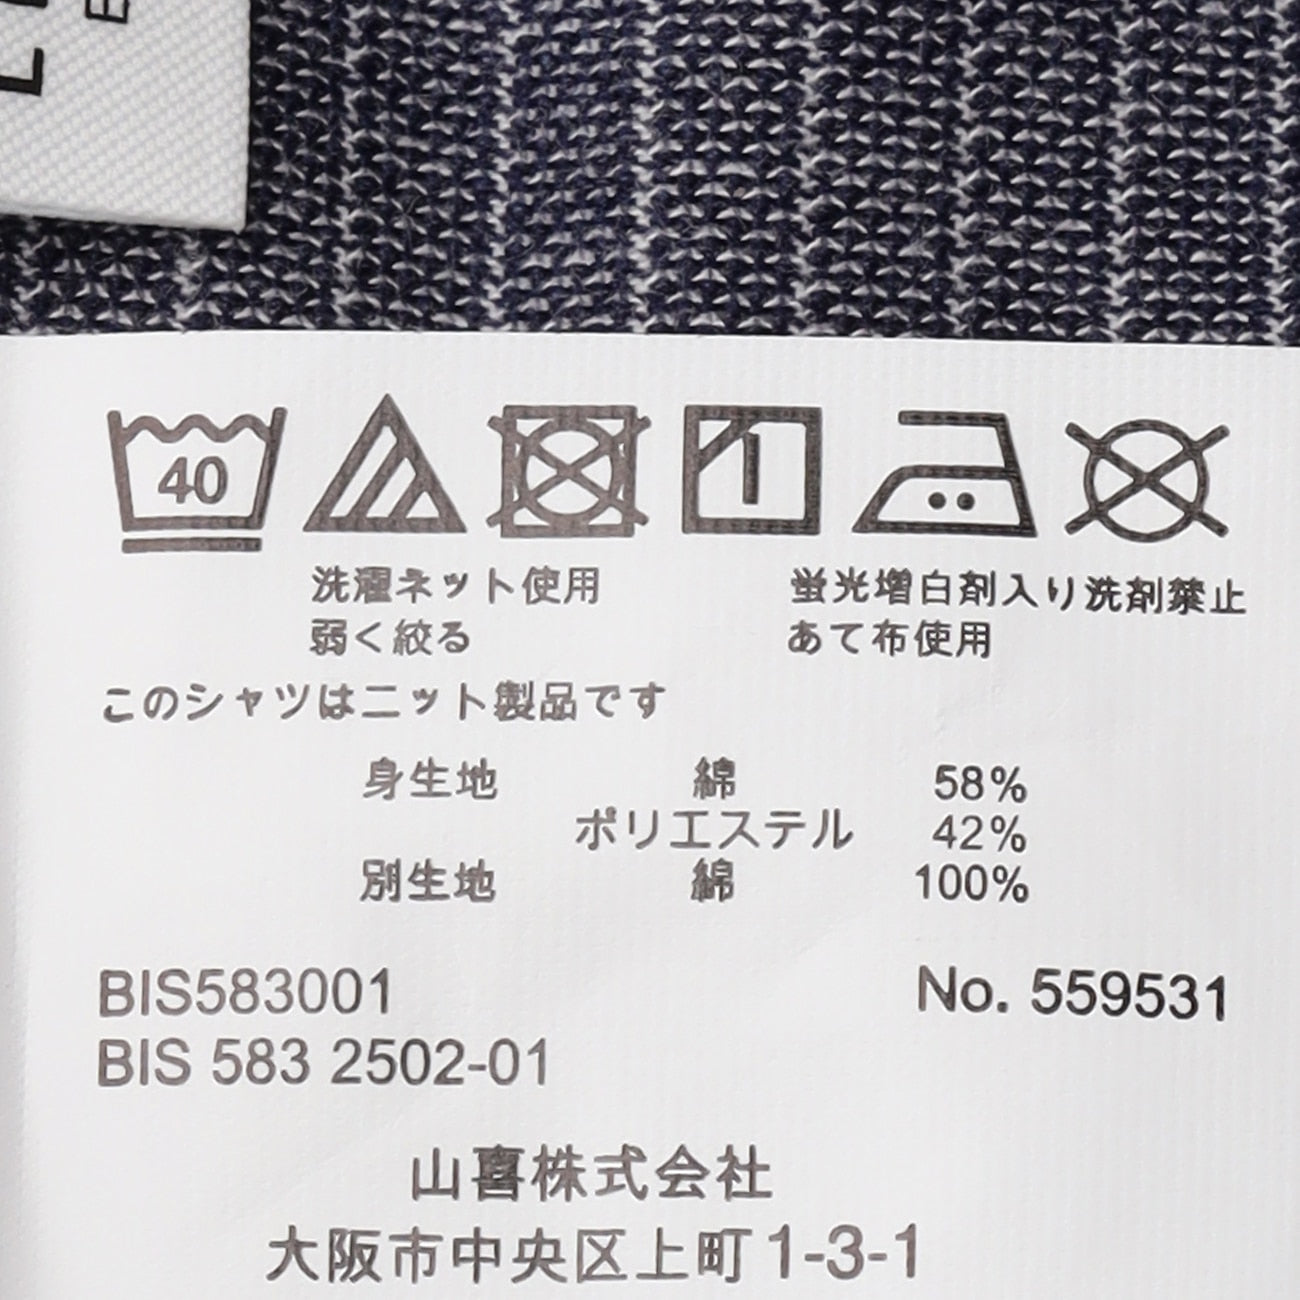 40
洗濯ネット使用
弱く絞る
蛍光増白剤入り洗剤禁止
あて布使用
このシャツはニット製品です
身生地 綿 58%
ポリエステル 42%
別生地 綿 100%
BIS583001 No. 559531
BIS 583 2502-01
山喜株式会社
大阪市中央区上町1-3-1